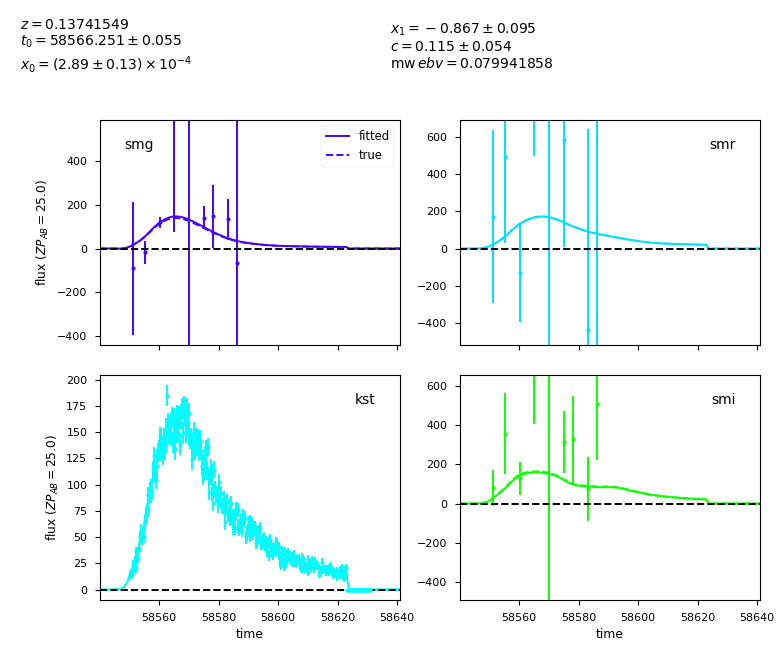 z = 0.13741549
t₀ = 58566.251 ± 0.055
x₀ = (2.89 ± 0.13) × 10⁻⁴
x₁ = −0.867 ± 0.095
c = 0.115 ± 0.054
mw ebv = 0.079941858
smg
fitted
true
400
200
0
−200
−400
flux (ZP_AB = 25.0)
smr
600
400
200
0
−200
−400
kst
200
175
150
125
100
75
50
25
0
flux (ZP_AB = 25.0)
58560 58580 58600 58620 58640
time
smi
600
400
200
0
−200
−400
58560 58580 58600 58620 58640
time